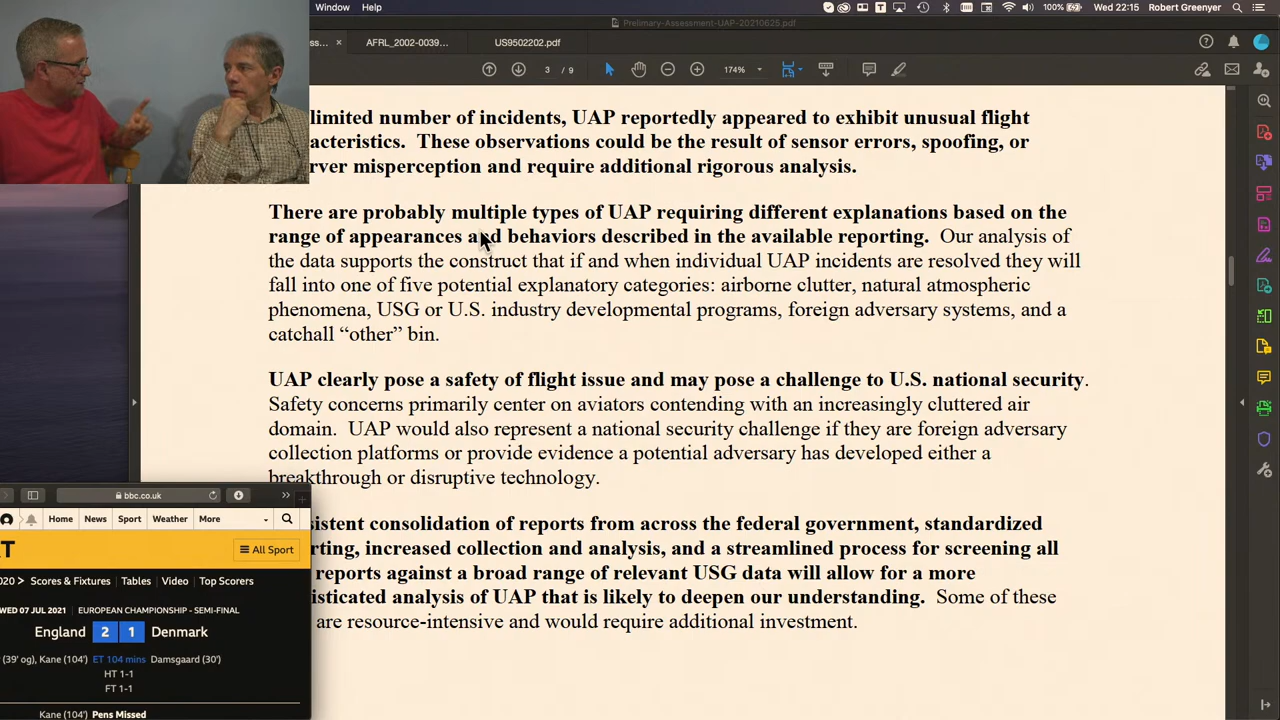 Window Help
100% Wed 22:15 Robert Greenyer
Prelimary-Assessment-UAP-20210625.pdf
ss... × AFRL_2002-0039... US9502202.pdf
3 / 9 174%
limited number of incidents, UAP reportedly appeared to exhibit unusual flight
acteristics. These observations could be the result of sensor errors, spoofing, or
rver misperception and require additional rigorous analysis.
There are probably multiple types of UAP requiring different explanations based on the
range of appearances and behaviors described in the available reporting. Our analysis of
the data supports the construct that if and when individual UAP incidents are resolved they will
fall into one of five potential explanatory categories: airborne clutter, natural atmospheric
phenomena, USG or U.S. industry developmental programs, foreign adversary systems, and a
catchall “other” bin.
UAP clearly pose a safety of flight issue and may pose a challenge to U.S. national security.
Safety concerns primarily center on aviators contending with an increasingly cluttered air
domain. UAP would also represent a national security challenge if they are foreign adversary
collection platforms or provide evidence a potential adversary has developed either a
breakthrough or disruptive technology.
sistent consolidation of reports from across the federal government, standardized
rting, increased collection and analysis, and a streamlined process for screening all
reports against a broad range of relevant USG data will allow for a more
isticated analysis of UAP that is likely to deepen our understanding. Some of these
are resource-intensive and would require additional investment.
bbc.co.uk
Home News Sport Weather More
T All Sport
020 > Scores & Fixtures Tables Video Top Scorers
WED 07 JUL 2021 EUROPEAN CHAMPIONSHIP - SEMI-FINAL
England 2 1 Denmark
(39' og), Kane (104') ET 104 mins Damsgaard (30')
HT 1-1
FT 1-1
Kane (104') Pens Missed